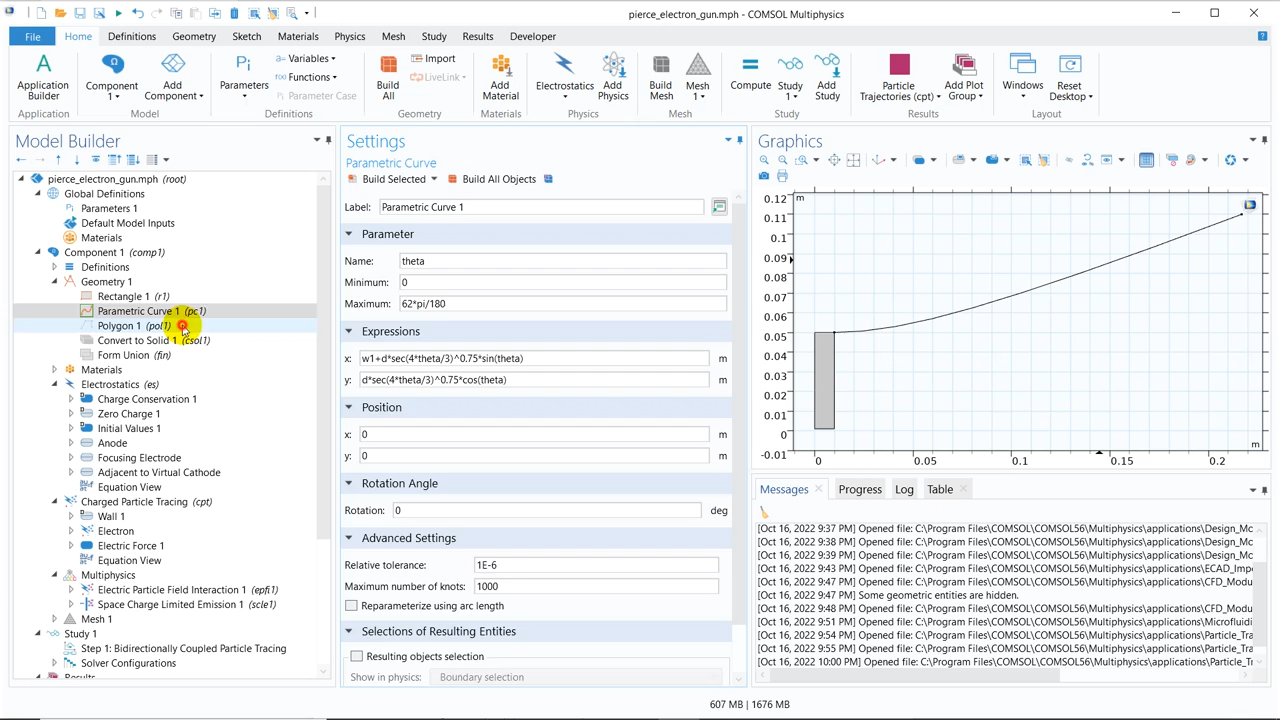 pierce_electron_gun.mph - COMSOL Multiphysics
File Home Definitions Geometry Sketch Materials Physics Mesh Study Results Developer
Application Builder
Component 1
Add Component
Parameters
Variables
Functions
Parameter Case
Import
LiveLink
Build All
Add Material
Electrostatics
Add Physics
Build Mesh
Mesh 1
Compute
Study 1
Add Study
Particle Trajectories (cpt)
Add Plot Group
Windows
Reset Desktop
Application Model Definitions Geometry Materials Physics Mesh Study Results Layout
Model Builder
pierce_electron_gun.mph (root)
Global Definitions
Parameters 1
Default Model Inputs
Materials
Component 1 (comp1)
Definitions
Geometry 1
Rectangle 1 (r1)
Parametric Curve 1 (pc1)
Polygon 1 (pol1)
Convert to Solid 1 (csol1)
Form Union (fin)
Materials
Electrostatics (es)
Charge Conservation 1
Zero Charge 1
Initial Values 1
Anode
Focusing Electrode
Adjacent to Virtual Cathode
Equation View
Charged Particle Tracing (cpt)
Wall 1
Electron
Electric Force 1
Equation View
Multiphysics
Electric Particle Field Interaction 1 (epfi1)
Space Charge Limited Emission 1 (scle1)
Mesh 1
Study 1
Step 1: Bidirectionally Coupled Particle Tracing
Solver Configurations
Results
Settings
Parametric Curve
Build Selected Build All Objects
Label: Parametric Curve 1
Parameter
Name: theta
Minimum: 0
Maximum: 62*pi/180
Expressions
x: w1+d*sec(4*theta/3)^0.75*sin(theta) m
y: d*sec(4*theta/3)^0.75*cos(theta) m
Position
x: 0 m
y: 0 m
Rotation Angle
Rotation: 0 deg
Advanced Settings
Relative tolerance: 1E-6
Maximum number of knots: 1000
Reparameterize using arc length
Selections of Resulting Entities
Resulting objects selection
Show in physics: Boundary selection
Graphics
m
0.12
0.11
0.1
0.09
0.08
0.07
0.06
0.05
0.04
0.03
0.02
0.01
0
-0.01
m
0 0.05 0.1 0.15 0.2
Messages Progress Log Table
[Oct 16, 2022 9:37 PM] Opened file: C:\Program Files\COMSOL\COMSOL56\Multiphysics\applications\Design_Mo
[Oct 16, 2022 9:38 PM] Opened file: C:\Program Files\COMSOL\COMSOL56\Multiphysics\applications\Design_Mo
[Oct 16, 2022 9:39 PM] Opened file: C:\Program Files\COMSOL\COMSOL56\Multiphysics\applications\Design_Mo
[Oct 16, 2022 9:43 PM] Opened file: C:\Program Files\COMSOL\COMSOL56\Multiphysics\applications\ECAD_Impo
[Oct 16, 2022 9:47 PM] Opened file: C:\Program Files\COMSOL\COMSOL56\Multiphysics\applications\CFD_Modul
[Oct 16, 2022 9:47 PM] Some geometric entities are hidden.
[Oct 16, 2022 9:48 PM] Opened file: C:\Program Files\COMSOL\COMSOL56\Multiphysics\applications\CFD_Modu
[Oct 16, 2022 9:51 PM] Opened file: C:\Program Files\COMSOL\COMSOL56\Multiphysics\applications\Microfluidi
[Oct 16, 2022 9:54 PM] Opened file: C:\Program Files\COMSOL\COMSOL56\Multiphysics\applications\Particle_Tra
[Oct 16, 2022 9:55 PM] Opened file: C:\Program Files\COMSOL\COMSOL56\Multiphysics\applications\Particle_Tra
[Oct 16, 2022 10:00 PM] Opened file: C:\Program Files\COMSOL\COMSOL56\Multiphysics\applications\Particle_T
607 MB | 1676 MB